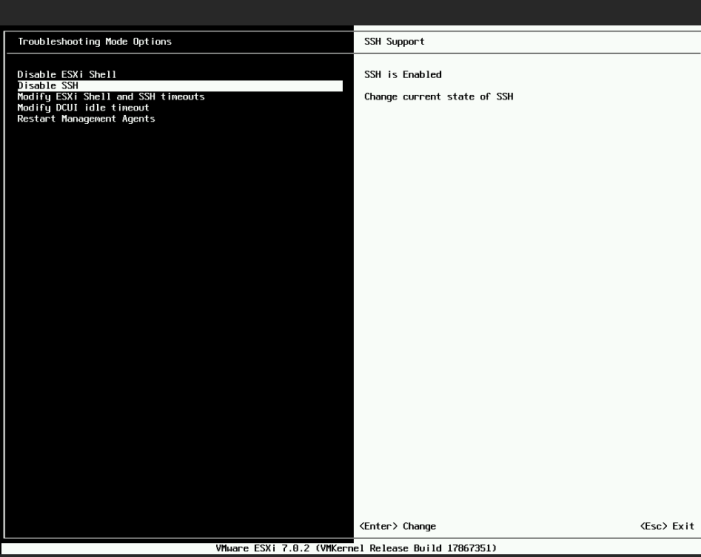 Troubleshooting Mode Options
SSH Support
Disable ESXi Shell
Disable SSH
Modify ESXi Shell and SSH timeouts
Modify DCUI idle timeout
Restart Management Agents
SSH is Enabled
Change current state of SSH
<Enter> Change
<Esc> Exit
VMware ESXi 7.0.2 (VMKernel Release Build 17867351)